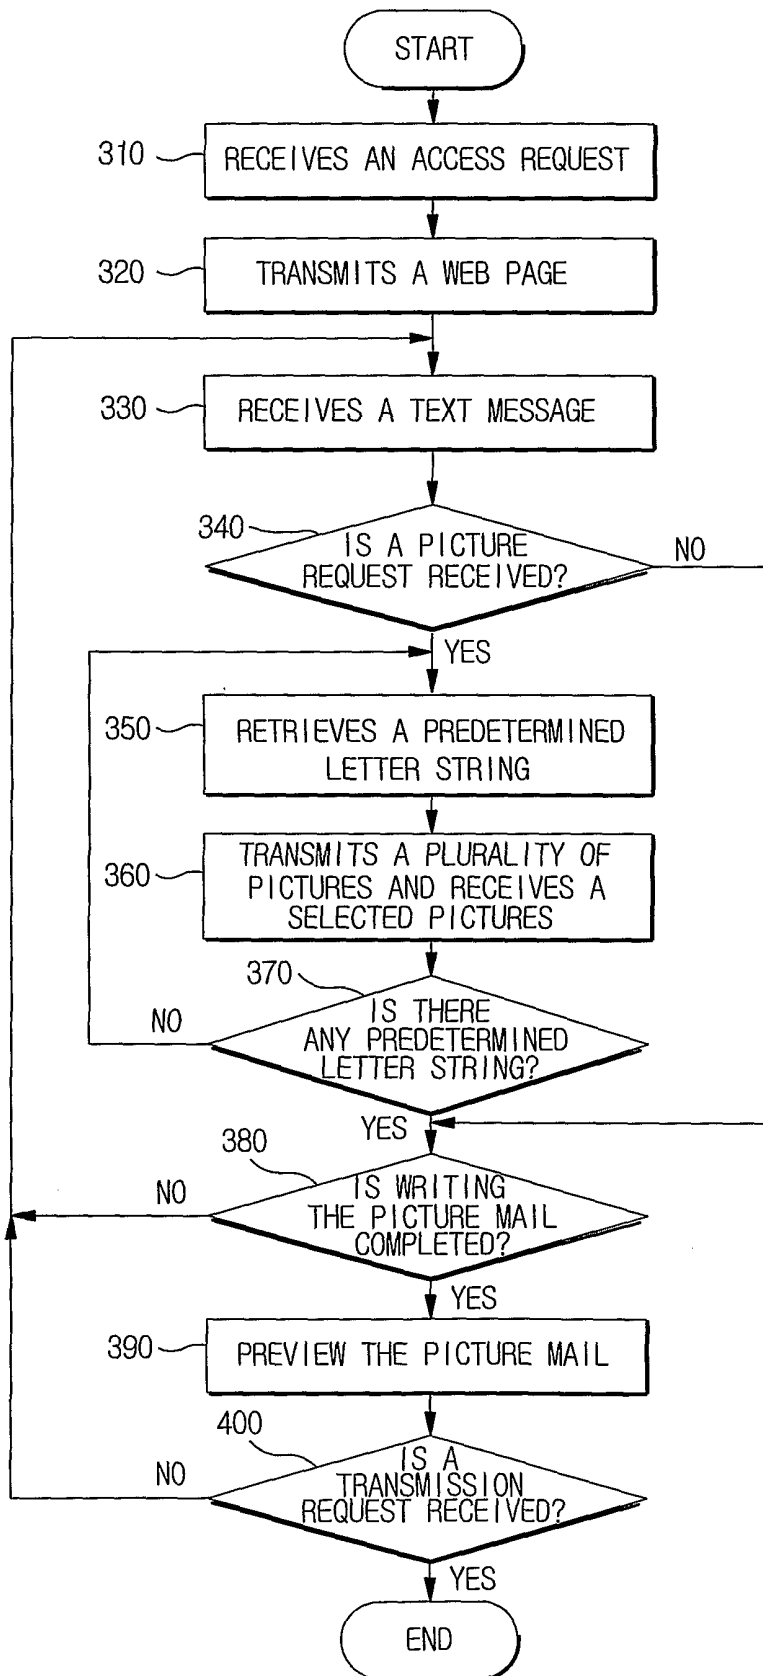 START
310
RECEIVES AN ACCESS REQUEST
320
TRANSMITS A WEB PAGE
330
RECEIVES A TEXT MESSAGE
340
IS A PICTURE
REQUEST RECEIVED?
NO
YES
350
RETRIEVES A PREDETERMINED
LETTER STRING
360
TRANSMITS A PLURALITY OF
PICTURES AND RECEIVES A
SELECTED PICTURES
370
IS THERE
ANY PREDETERMINED
LETTER STRING?
NO
YES
380
IS WRITING
THE PICTURE MAIL
COMPLETED?
NO
YES
390
PREVIEW THE PICTURE MAIL
400
IS A
TRANSMISSION
REQUEST RECEIVED?
NO
YES
END